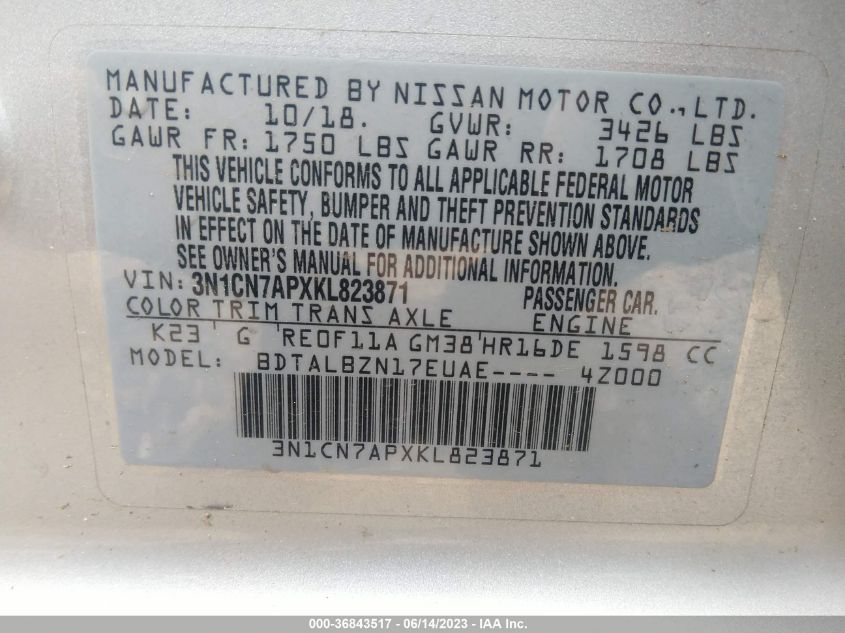 MANUFACTURED BY NISSAN MOTOR CO.,LTD.
DATE: 10/18. GVWR: 3426 LBS
GAWR FR: 1750 LBS GAWR RR: 1708 LBS
THIS VEHICLE CONFORMS TO ALL APPLICABLE FEDERAL MOTOR
VEHICLE SAFETY, BUMPER AND THEFT PREVENTION STANDARDS
IN EFFECT ON THE DATE OF MANUFACTURE SHOWN ABOVE.
SEE OWNER'S MANUAL FOR ADDITIONAL INFORMATION.
VIN: 3N1CN7APXKL823871 PASSENGER CAR.
COLOR TRIM TRANS AXLE ENGINE
K23 G RE0F11A GM38 HR16DE 1598 CC
MODEL: BDTALBZN17EUAE---- 4Z000
3N1CN7APXKL823871
000-36843517 - 06/14/2023 - IAA Inc.